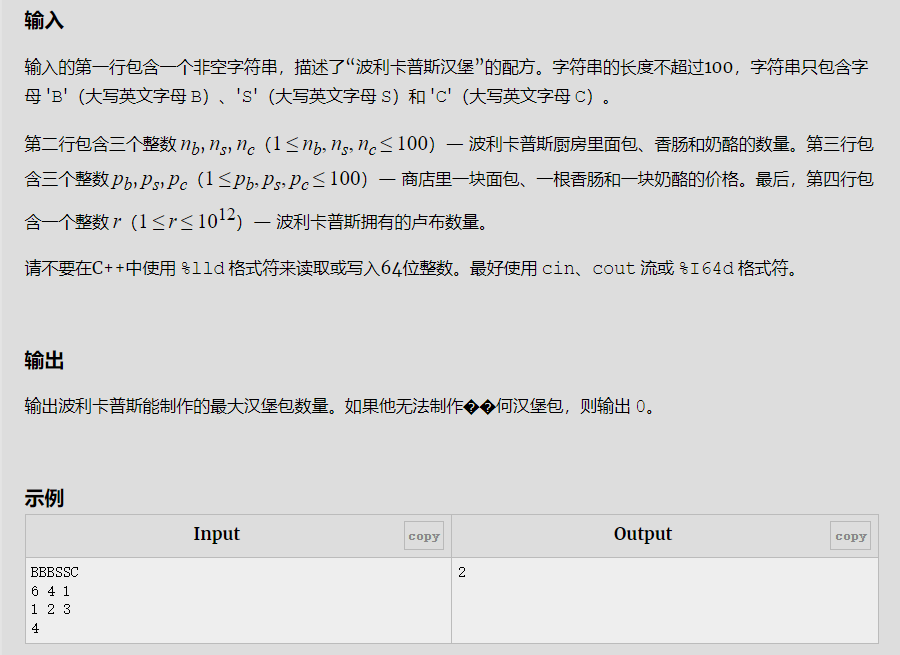 输入
输入的第一行包含一个非空字符串，描述了“波利卡普斯汉堡”的配方。字符串的长度不超过100，字符串只包含字
母 'B'（大写英文字母 B）、'S'（大写英文字母 S）和 'C'（大写英文字母 C）。
第二行包含三个整数 n_b, n_s, n_c（1 ≤ n_b, n_s, n_c ≤ 100）— 波利卡普斯厨房里面包、香肠和奶酪的数量。第三行包
含三个整数 p_b, p_s, p_c（1 ≤ p_b, p_s, p_c ≤ 100）— 商店里一块面包、一根香肠和一块奶酪的价格。最后，第四行包
含一个整数 r（1 ≤ r ≤ 10^12）— 波利卡普斯拥有的卢布数量。
请不要在C++中使用 %lld 格式符来读取或写入64位整数。最好使用 cin、cout 流或 %I64d 格式符。
输出
输出波利卡普斯能制作的最大汉堡包数量。如果他无法制作��何汉堡包，则输出 0。
示例
Input copy Output copy
BBBSSC 2
6 4 1
1 2 3
4